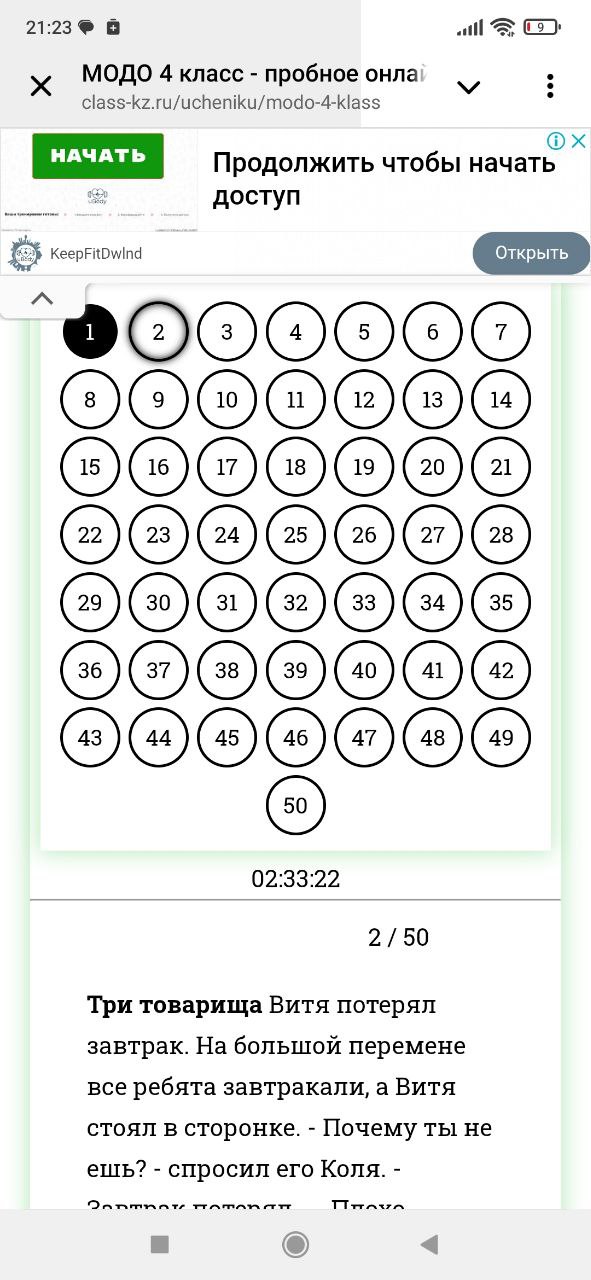 21:23
9
МОДО 4 класс - пробное онлай
class-kz.ru/ucheniku/modo-4-klass
НАЧАТЬ
Продолжить чтобы начать
доступ
KeepFitDwlnd
Открыть
1 2 3 4 5 6 7
8 9 10 11 12 13 14
15 16 17 18 19 20 21
22 23 24 25 26 27 28
29 30 31 32 33 34 35
36 37 38 39 40 41 42
43 44 45 46 47 48 49
50
02:33:22
2 / 50
Три товарища Витя потерял
завтрак. На большой перемене
все ребята завтракали, а Витя
стоял в сторонке. - Почему ты не
ешь? - спросил его Коля. -
Завтрак потерял... - Плохо